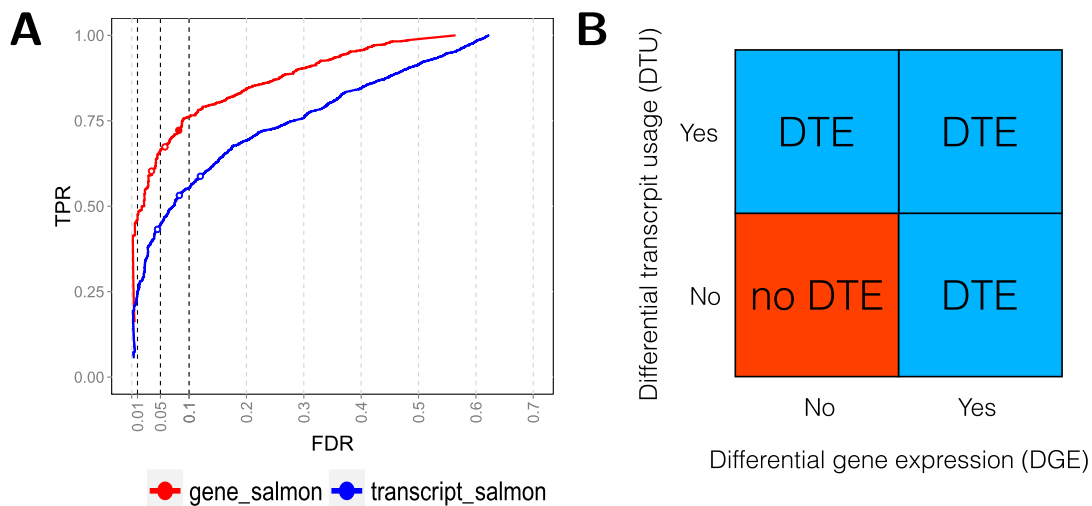 A
TPR
1.00
0.75
0.50
0.25
0.00
0.01
0.05
0.1
0.2
0.3
0.4
0.5
0.6
0.7
FDR
gene_salmon
transcript_salmon
B
Differential transcrpit usage (DTU)
Yes
No
DTE
DTE
no DTE
DTE
No
Yes
Differential gene expression (DGE)